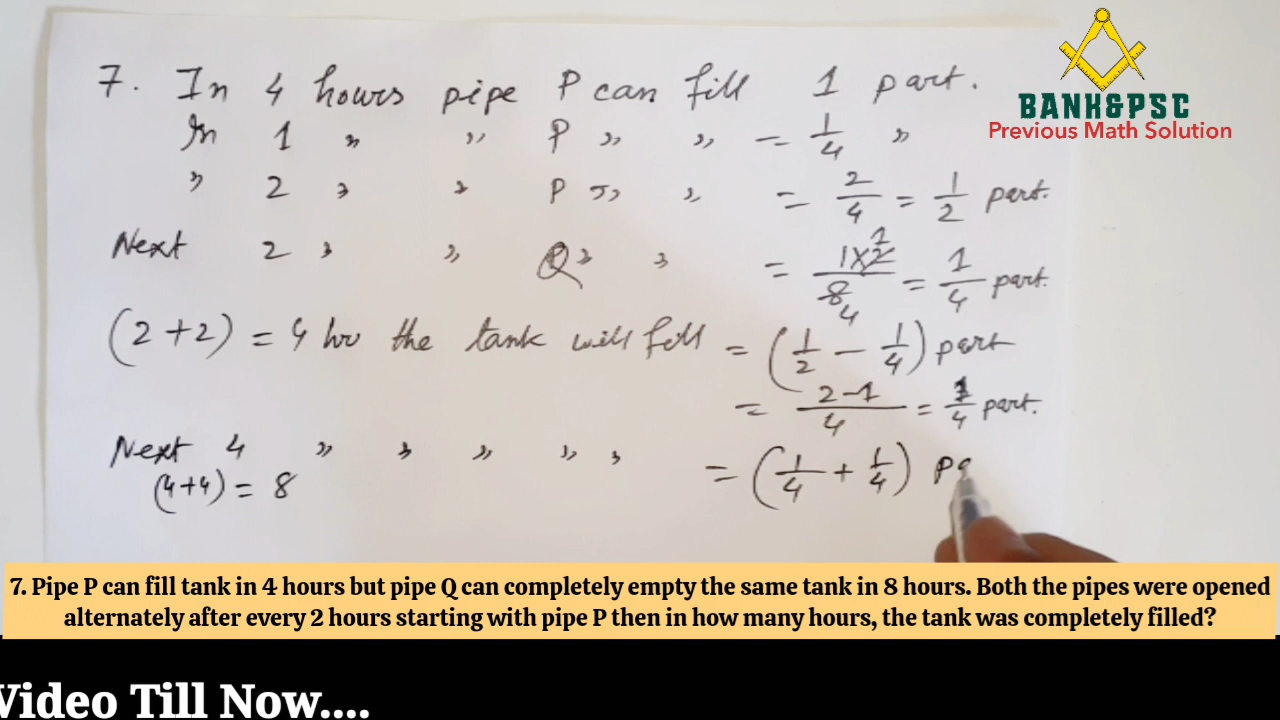 7. In 4 hours pipe P can fill 1 part.
In 1 " " P " " = 1/4 "
" 2 " " P " " = 2/4 = 1/2 part.
Next 2 " " Q " " = 1x2/8 = 1/4 part.
(2+2) = 4 hr the tank will fill = (1/2 - 1/4) part
= 2-1/4 = 1/4 part.
Next 4 " " " " " = (1/4 + 1/4) pa
(4+4) = 8
BANK&PSC
Previous Math Solution
7. Pipe P can fill tank in 4 hours but pipe Q can completely empty the same tank in 8 hours. Both the pipes were opened
alternately after every 2 hours starting with pipe P then in how many hours, the tank was completely filled?
Video Till Now....